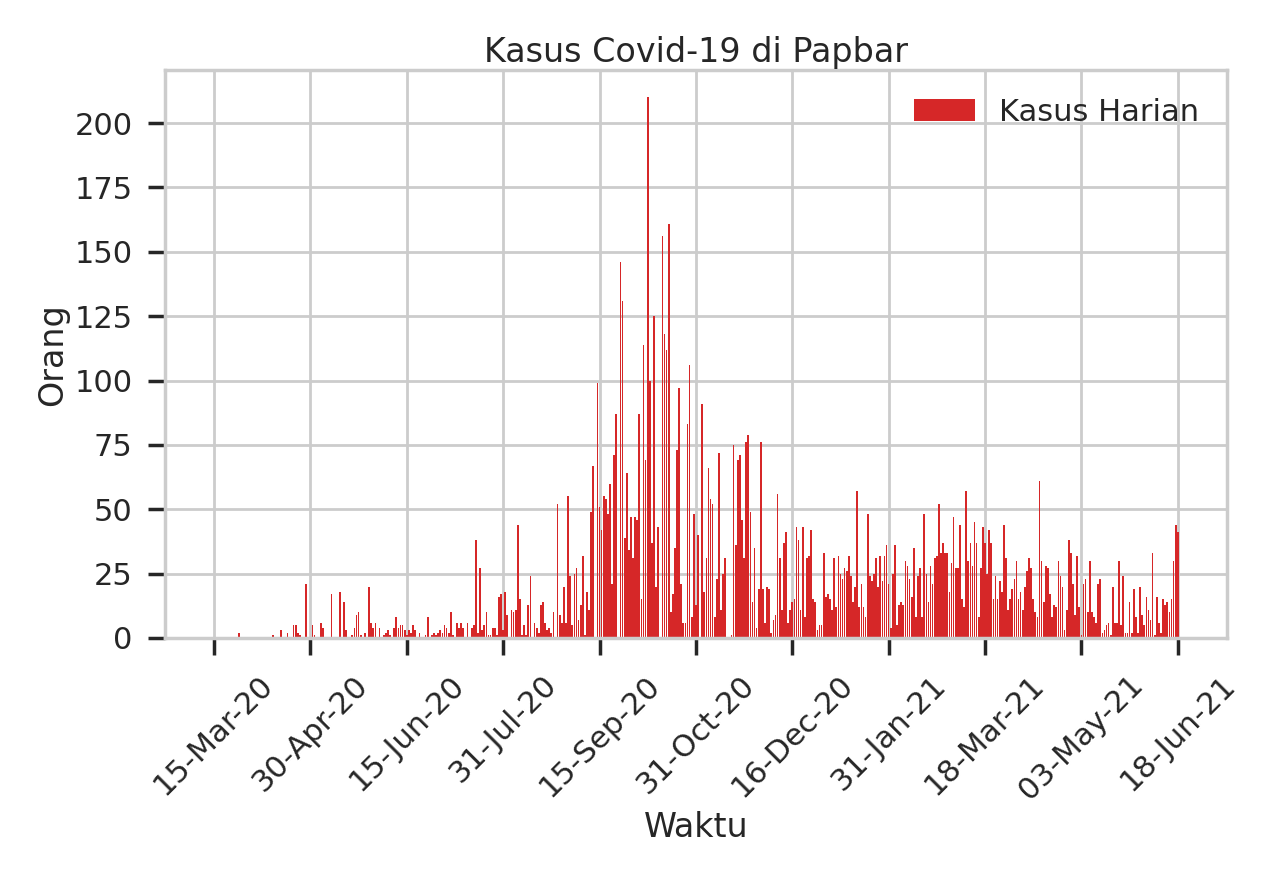 Kasus Covid-19 di Papbar
Kasus Harian
Orang
200
175
150
125
100
75
50
25
0
15-Mar-20
30-Apr-20
15-Jun-20
31-Jul-20
15-Sep-20
31-Oct-20
16-Dec-20
31-Jan-21
18-Mar-21
03-May-21
18-Jun-21
Waktu